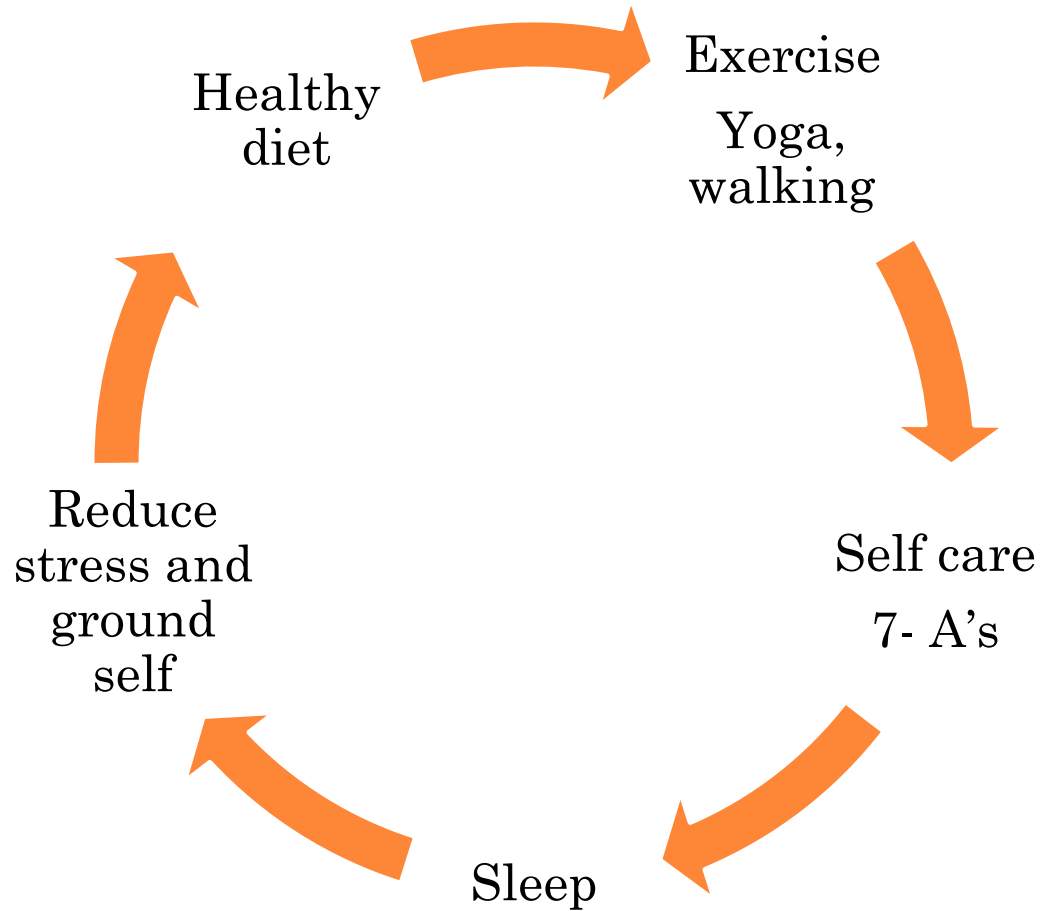 Healthy
diet
Exercise
Yoga,
walking
Self care
7- A’s
Sleep
Reduce
stress and
ground
self